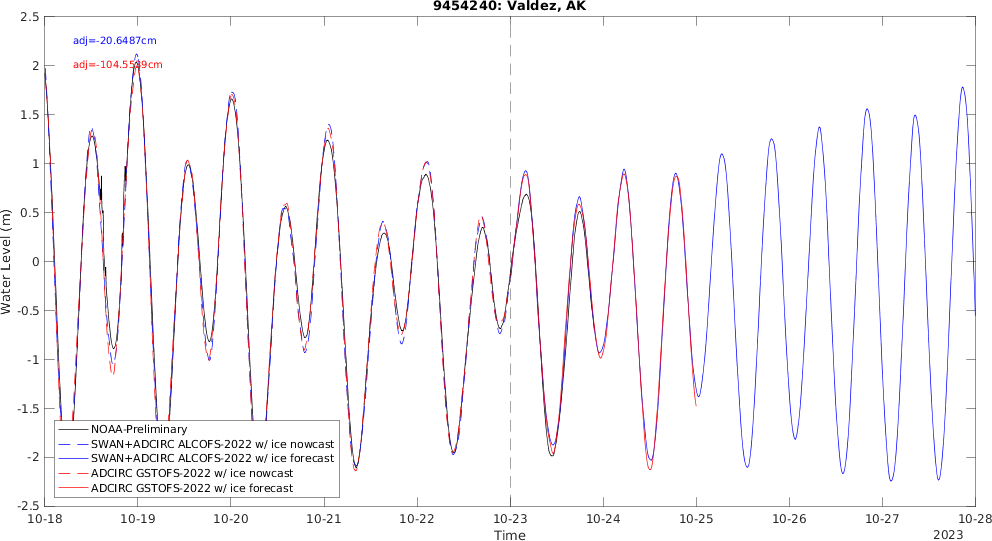 9454240: Valdez, AK
adj=-20.6487cm
2.5
2
1.5
1
0.5
0
-0.5
-1
-1.5
-2
-2.5
Water Level (m)
NOAA-Preliminary
SWAN+ADCIRC ALCOFS-2022 w/ ice nowcast
SWAN+ADCIRC ALCOFS-2022 w/ ice forecast
ADCIRC GSTOFS-2022 w/ ice nowcast
ADCIRC GSTOFS-2022 w/ ice forecast
10-18 10-19 10-20 10-21 10-22 10-23 10-24 10-25 10-26 10-27 10-28
Time
2023